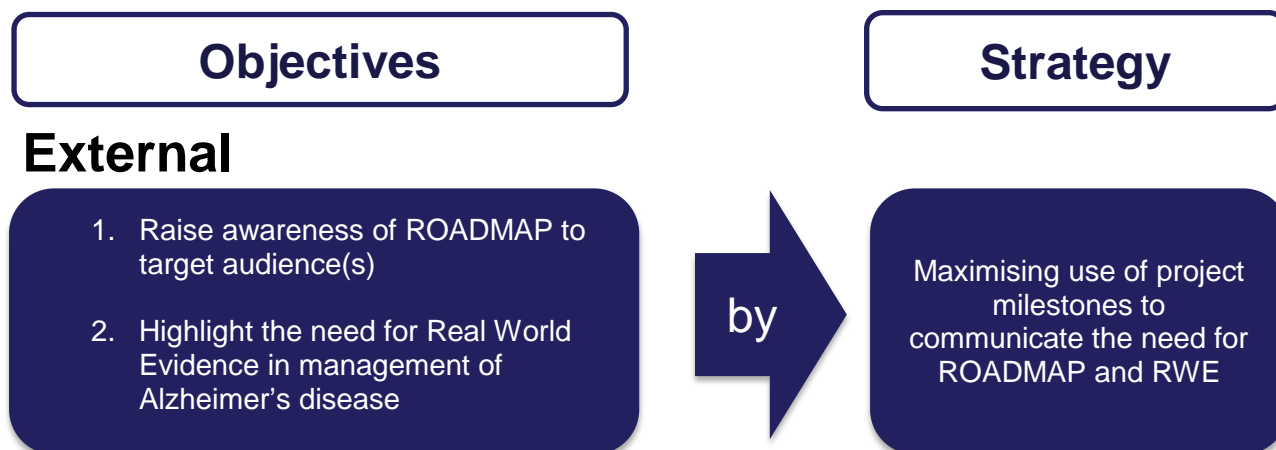 Objectives
Strategy
External
1. Raise awareness of ROADMAP to
target audience(s)
2. Highlight the need for Real World
Evidence in management of
Alzheimer's disease
by
Maximising use of project
milestones to
communicate the need for
ROADMAP and RWE